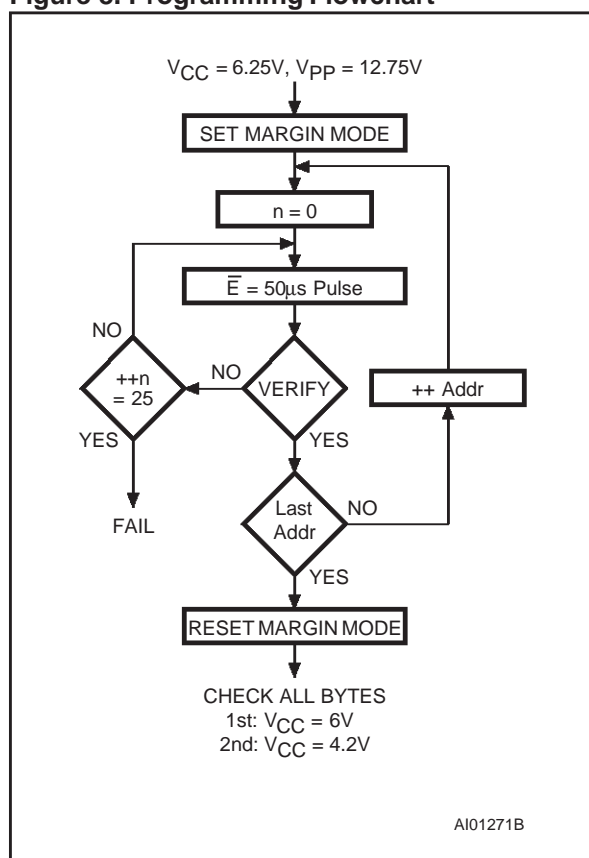 Figure 8. Programming Flowchart
VCC = 6.25V, VPP = 12.75V
SET MARGIN MODE
n = 0
E̅ = 50μs Pulse
NO
++n
= 25
NO
VERIFY
++ Addr
YES
YES
FAIL
Last
Addr
NO
YES
RESET MARGIN MODE
CHECK ALL BYTES
1st: VCC = 6V
2nd: VCC = 4.2V
AI01271B